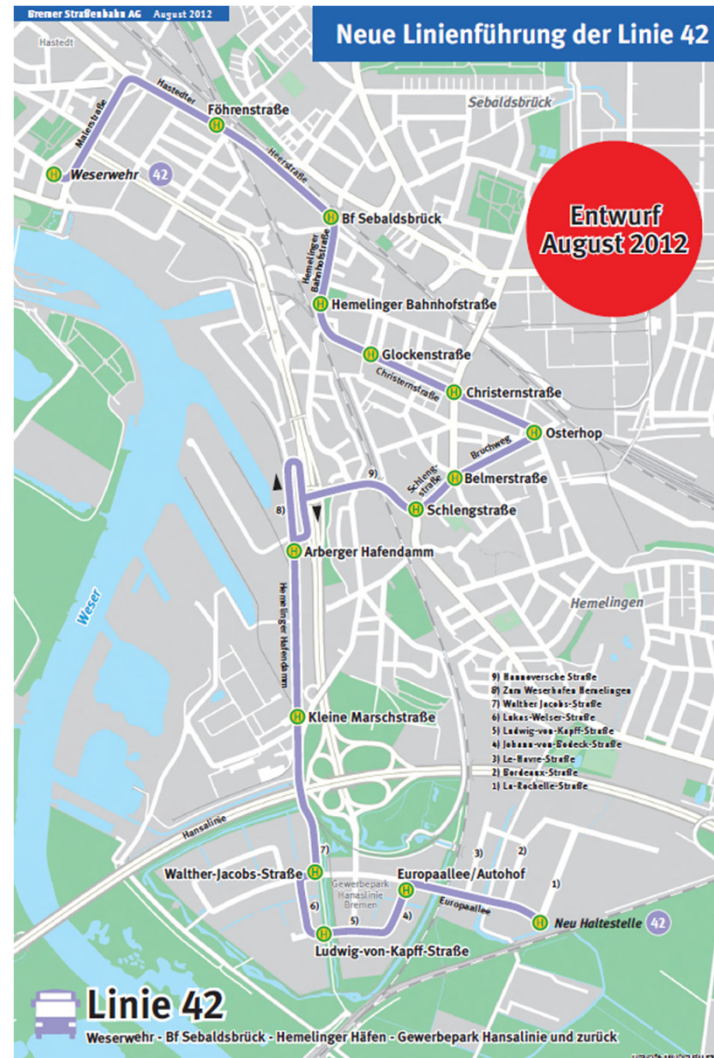 Bremer Straßenbahn AG August 2012
Neue Linienführung der Linie 42
Hastedt
Sebaldsbrück
Malerstraße
Hastedter
Föhrenstraße
Heerstraße
Weserwehr 42
Entwurf
August 2012
Bf Sebaldsbrück
Hemelinger
Bahnhofstraße
Hemelinger Bahnhofstraße
Glockenstraße
Christernstraße
Christernstraße
Osterhop
Bruchweg
Belmerstraße
Schleng-
straße
9)
Schlengstraße
8)
Arberger Hafendamm
Weser
Hemelinger Hafendamm
Hemelingen
9) Hannoversche Straße
8) Zum Weserhafen Hemelingen
7) Walther Jacobs-Straße
6) Lukas-Welser-Straße
5) Ludwig-von-Kapff-Straße
4) Johann-von-Bodeck-Straße
3) Le-Havre-Straße
2) Bordeaux-Straße
1) La-Rochelle-Straße
Kleine Marschstraße
Hansalinie
7)
3)
2)
1)
Walther-Jacobs-Straße
Gewerbepark
Hanaslinie
Bremen
Europaallee/Autohof
6)
5)
4)
Europaallee
Neu Haltestelle 42
Ludwig-von-Kapff-Straße
Linie 42
Weserwehr - Bf Sebaldsbrück - Hemelinger Häfen - Gewerbepark Hansalinie und zurück